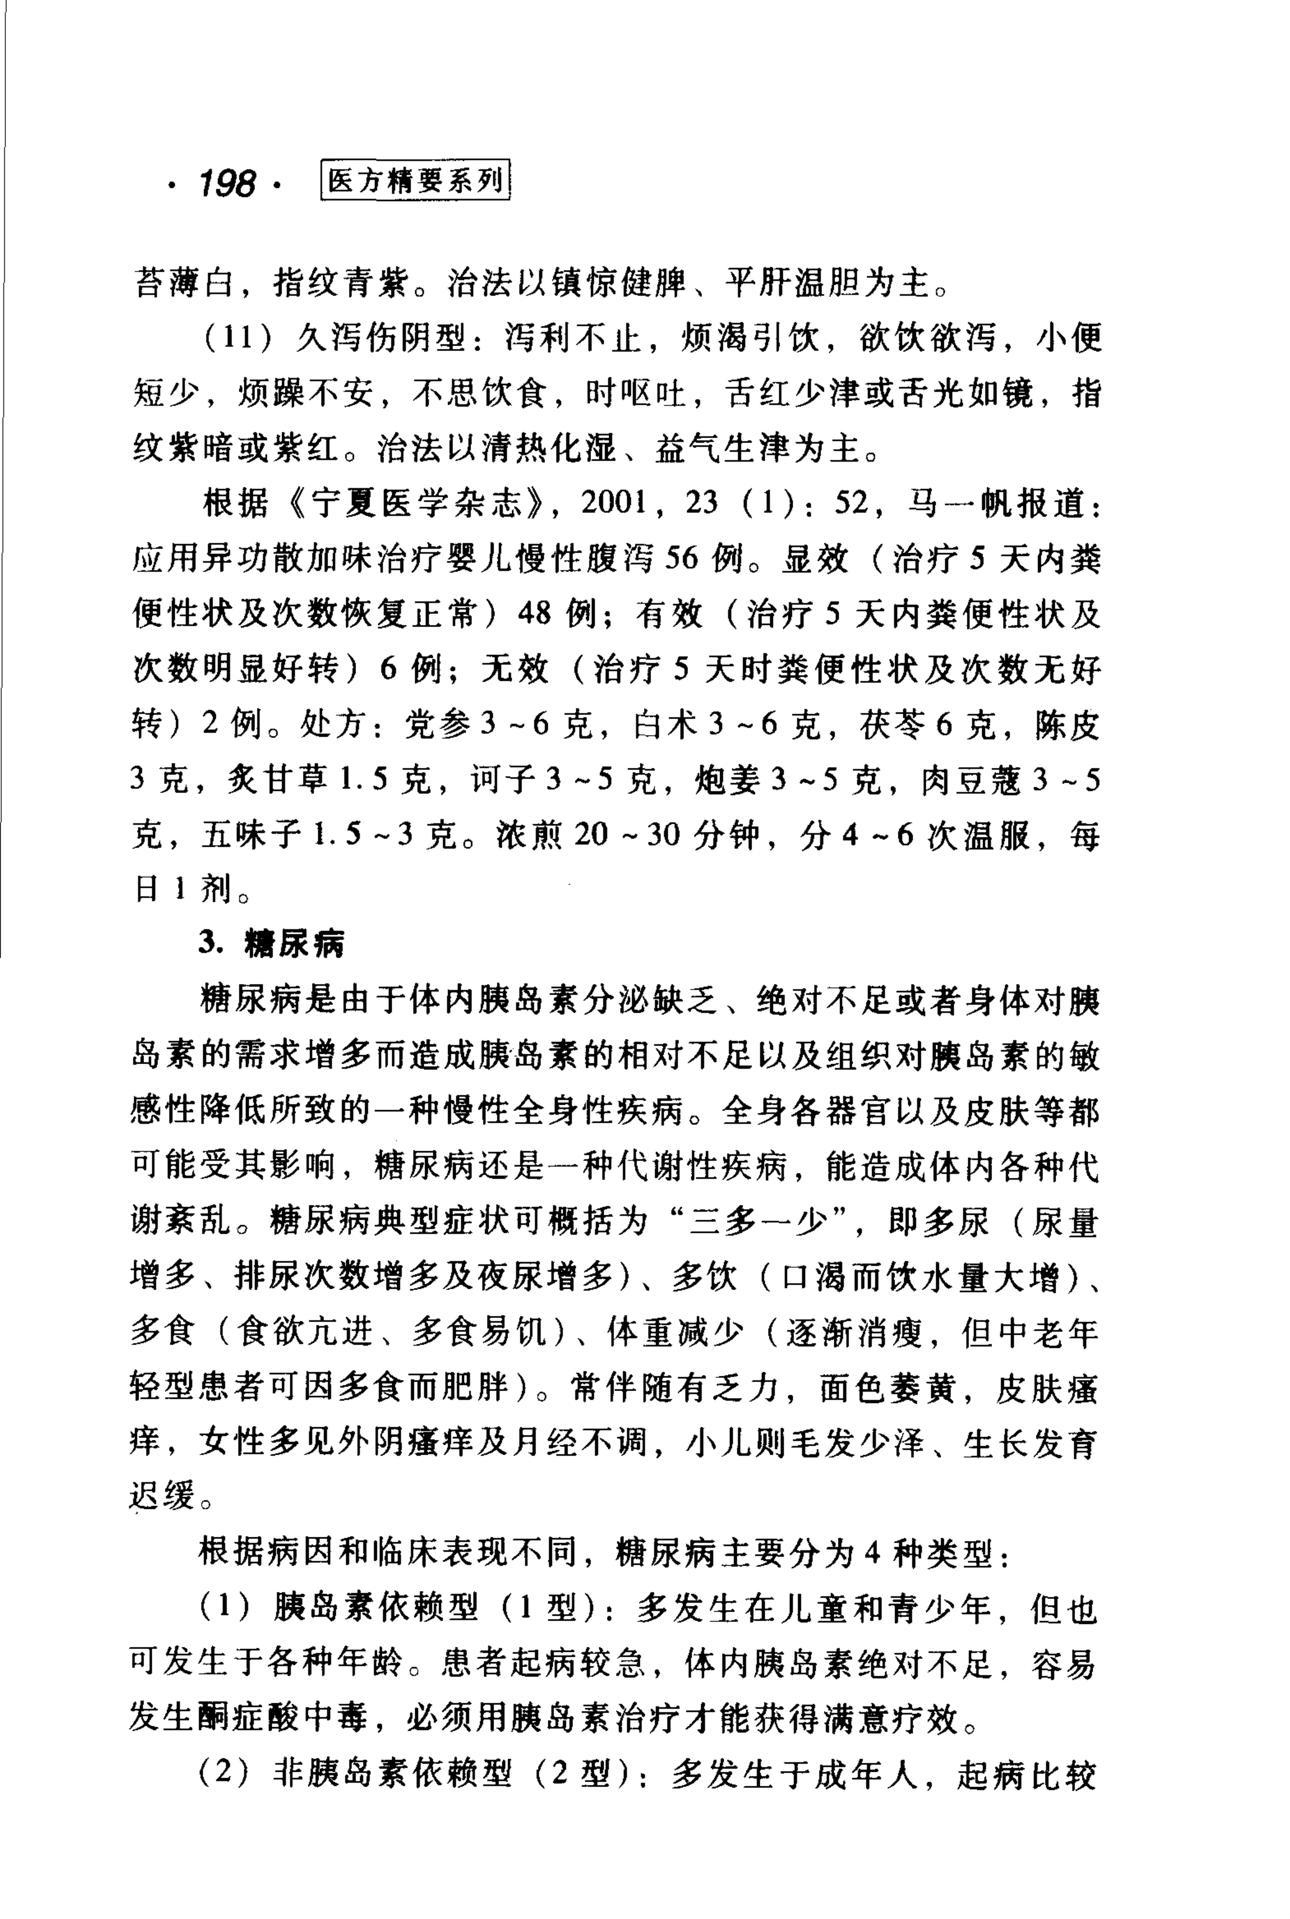 ·198· 医方精要系列
苔薄白，指纹青紫。治法以镇惊健脾、平肝温胆为主。
（11）久泻伤阴型：泻利不止，烦渴引饮，欲饮欲泻，小便
短少，烦躁不安，不思饮食，时呕吐，舌红少津或舌光如镜，指
纹紫暗或紫红。治法以清热化湿、益气生津为主。
根据《宁夏医学杂志》，2001，23（1）：52，马一帆报道：
应用异功散加味治疗婴儿慢性腹泻56例。显效（治疗5天内粪
便性状及次数恢复正常）48例；有效（治疗5天内粪便性状及
次数明显好转）6例；无效（治疗5天时粪便性状及次数无好
转）2例。处方：党参3~6克，白术3~6克，茯苓6克，陈皮
3克，炙甘草1.5克，诃子3~5克，炮姜3~5克，肉豆蔻3~5
克，五味子1.5~3克。浓煎20~30分钟，分4~6次温服，每
日1剂。
3. 糖尿病
糖尿病是由于体内胰岛素分泌缺乏、绝对不足或者身体对胰
岛素的需求增多而造成胰岛素的相对不足以及组织对胰岛素的敏
感性降低所致的一种慢性全身性疾病。全身各器官以及皮肤等都
可能受其影响，糖尿病还是一种代谢性疾病，能造成体内各种代
谢紊乱。糖尿病典型症状可概括为“三多一少”，即多尿（尿量
增多、排尿次数增多及夜尿增多）、多饮（口渴而饮水量大增）、
多食（食欲亢进、多食易饥）、体重减少（逐渐消瘦，但中老年
轻型患者可因多食而肥胖）。常伴随有乏力，面色萎黄，皮肤瘙
痒，女性多见外阴瘙痒及月经不调，小儿则毛发少泽、生长发育
迟缓。
根据病因和临床表现不同，糖尿病主要分为4种类型：
（1）胰岛素依赖型（1型）：多发生在儿童和青少年，但也
可发生于各种年龄。患者起病较急，体内胰岛素绝对不足，容易
发生酮症酸中毒，必须用胰岛素治疗才能获得满意疗效。
（2）非胰岛素依赖型（2型）：多发生于成年人，起病比较